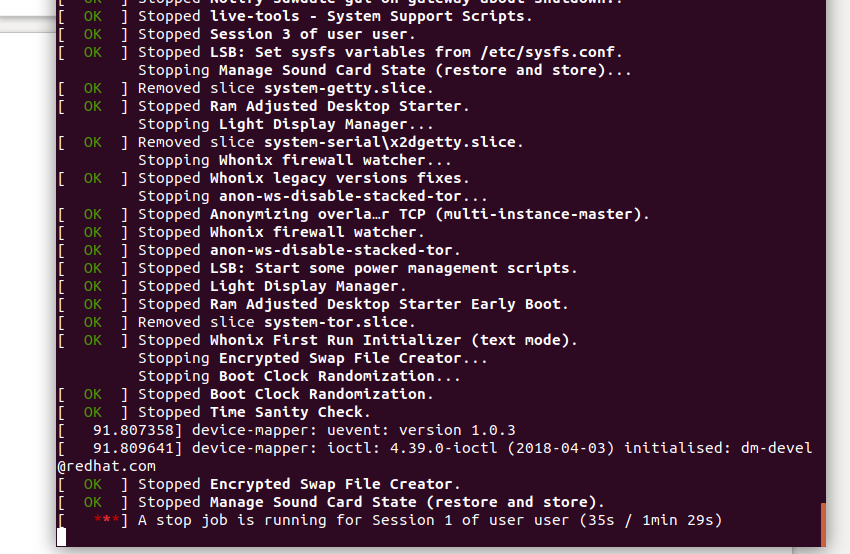 [  OK  ] Stopped live-tools - System Support Scripts.
[  OK  ] Stopped Session 3 of user user.
[  OK  ] Stopped LSB: Set sysfs variables from /etc/sysfs.conf.
Stopping Manage Sound Card State (restore and store)...
[  OK  ] Removed slice system-getty.slice.
[  OK  ] Stopped Ram Adjusted Desktop Starter.
Stopping Light Display Manager...
[  OK  ] Removed slice system-serial\x2dgetty.slice.
Stopping Whonix firewall watcher...
[  OK  ] Stopped Whonix legacy versions fixes.
Stopping anon-ws-disable-stacked-tor...
[  OK  ] Stopped Anonymizing overla…r TCP (multi-instance-master).
[  OK  ] Stopped Whonix firewall watcher.
[  OK  ] Stopped anon-ws-disable-stacked-tor.
[  OK  ] Stopped LSB: Start some power management scripts.
[  OK  ] Stopped Light Display Manager.
[  OK  ] Stopped Ram Adjusted Desktop Starter Early Boot.
[  OK  ] Removed slice system-tor.slice.
[  OK  ] Stopped Whonix First Run Initializer (text mode).
Stopping Encrypted Swap File Creator...
Stopping Boot Clock Randomization...
[  OK  ] Stopped Boot Clock Randomization.
[  OK  ] Stopped Time Sanity Check.
[   91.807358] device-mapper: uevent: version 1.0.3
[   91.809641] device-mapper: ioctl: 4.39.0-ioctl (2018-04-03) initialised: dm-devel
@redhat.com
[  OK  ] Stopped Encrypted Swap File Creator.
[  OK  ] Stopped Manage Sound Card State (restore and store).
[   ***] A stop job is running for Session 1 of user user (35s / 1min 29s)